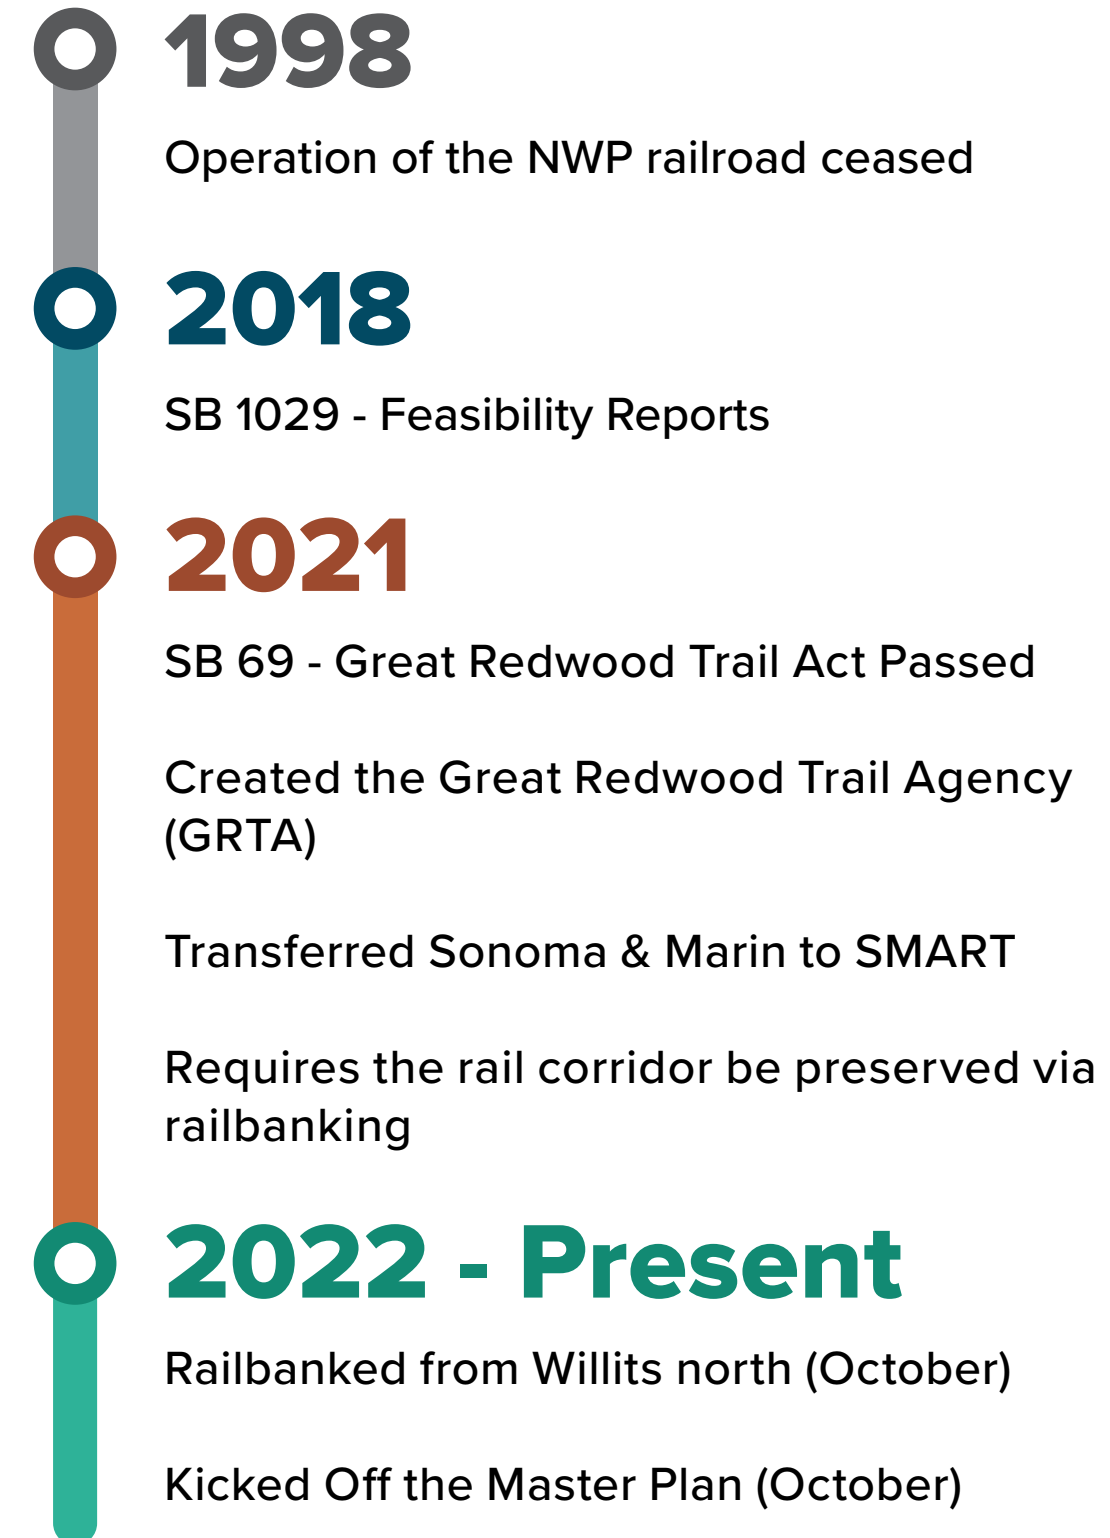 1998
Operation of the NWP railroad ceased
2018
SB 1029 - Feasibility Reports
2021
SB 69 - Great Redwood Trail Act Passed
Created the Great Redwood Trail Agency
(GRTA)
Transferred Sonoma & Marin to SMART
Requires the rail corridor be preserved via
railbanking
2022 - Present
Railbanked from Willits north (October)
Kicked Off the Master Plan (October)